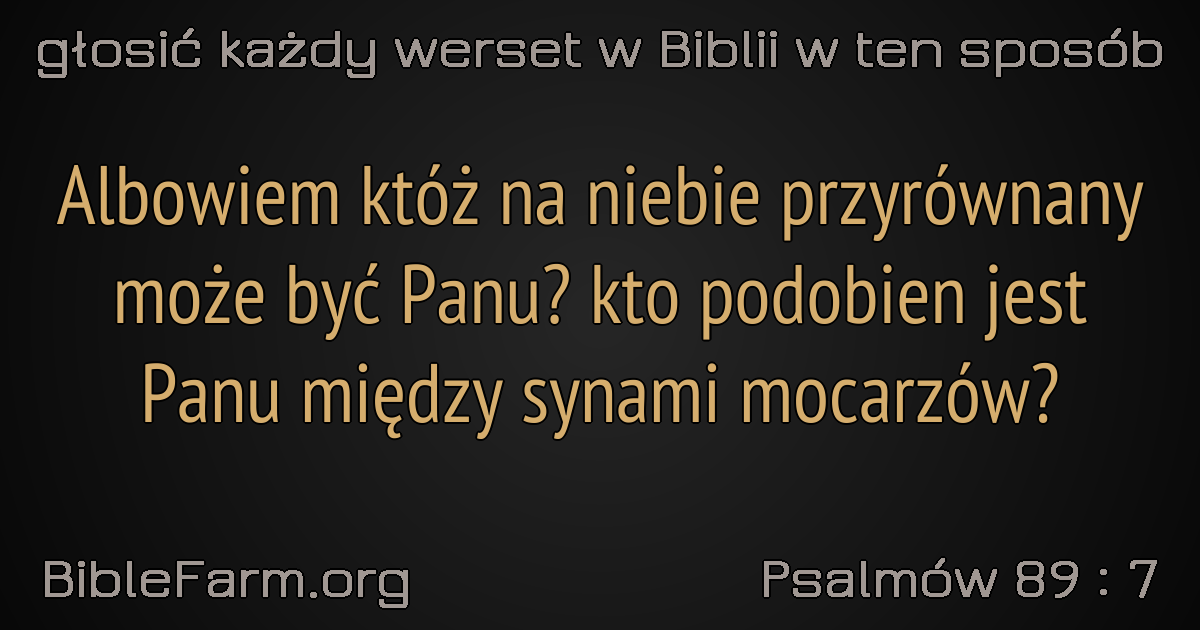 głosić każdy werset w Biblii w ten sposób
Albowiem któż na niebie przyrównany
może być Panu? kto podobien jest
Panu między synami mocarzów?
BibleFarm.org
Psalmów 89 : 7